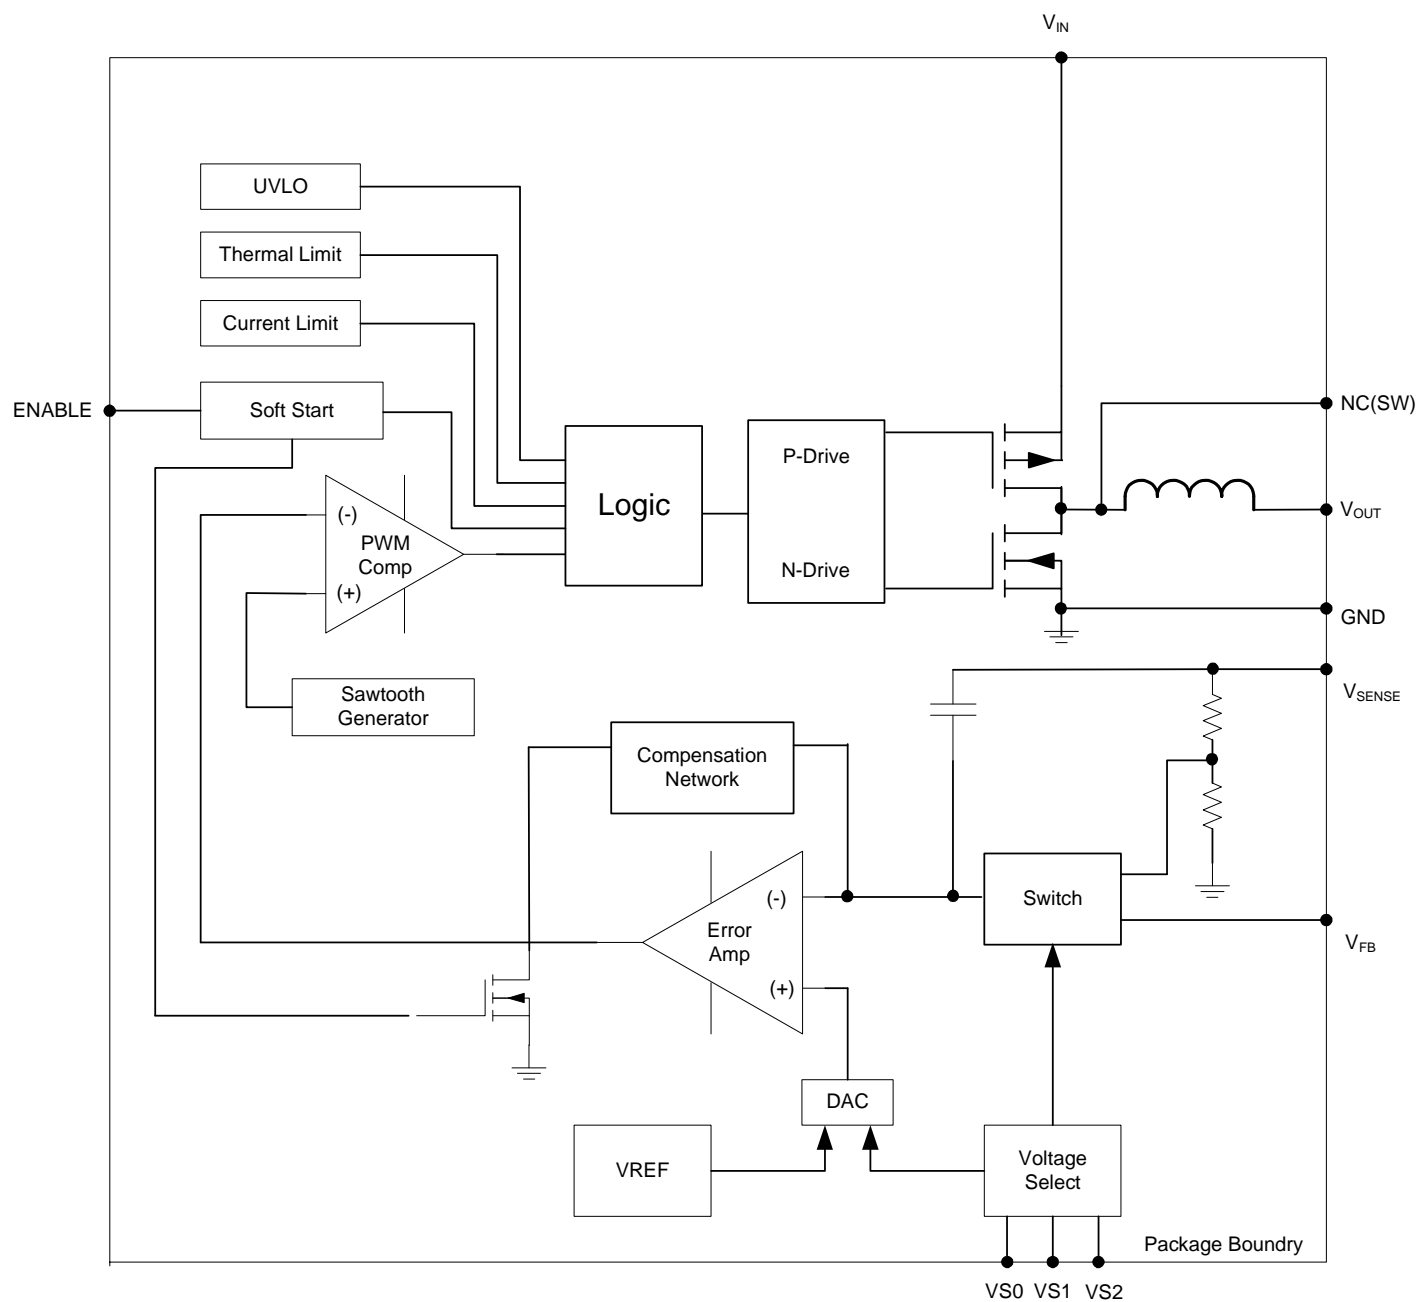 VIN
UVLO
Thermal Limit
Current Limit
ENABLE
Soft Start
NC(SW)
P-Drive
Logic
VOUT
(-)
PWM
Comp
(+)
N-Drive
GND
Sawtooth
Generator
VSENSE
Compensation
Network
(-)
Switch
Error
Amp
VFB
(+)
DAC
VREF
Voltage
Select
Package Boundry
VS0
VS1
VS2